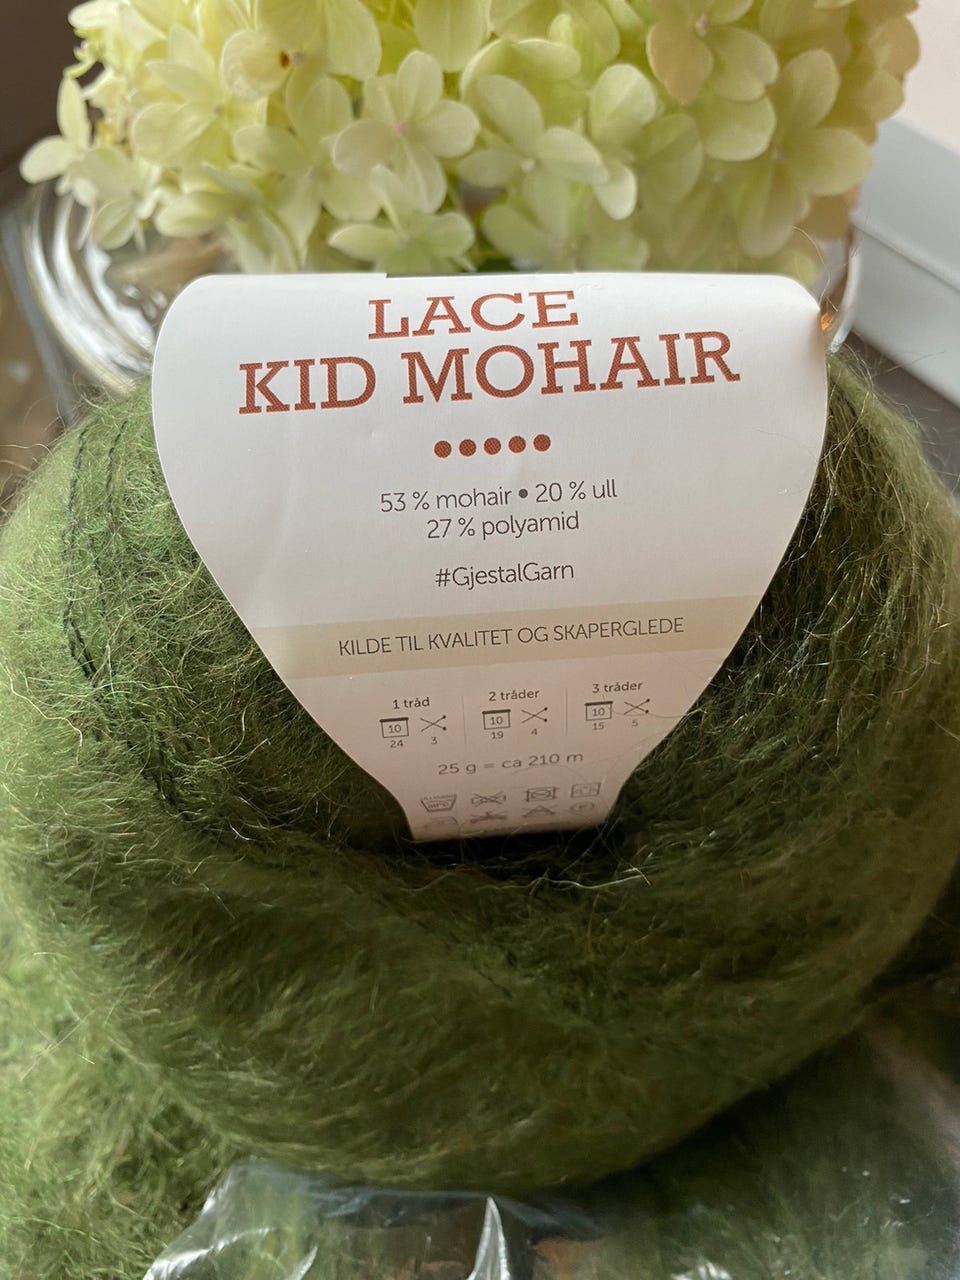 LACE
KID MOHAIR
53 % mohair • 20 % ull
27 % polyamid
#GjestalGarn
KILDE TIL KVALITET OG SKAPERGLEDE
1 tråd 2 tråder 3 tråder
10 10 10
24 3 19 4 15 5
25 g = ca 210 m